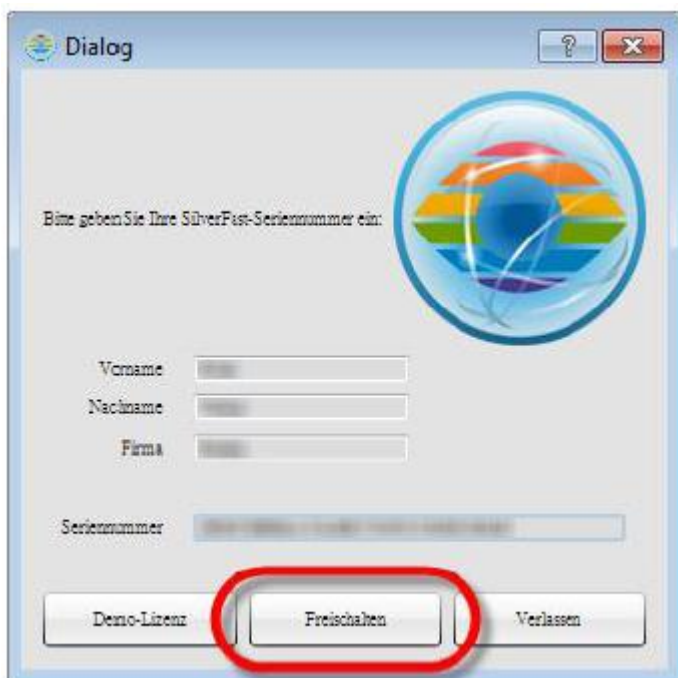 Dialog
Bitte geben Sie Ihre SilverFast-Seriennummer ein:
Vorname
Nachname
Firma
Seriennummer
Demo-Lizenz Freischalten Verlassen